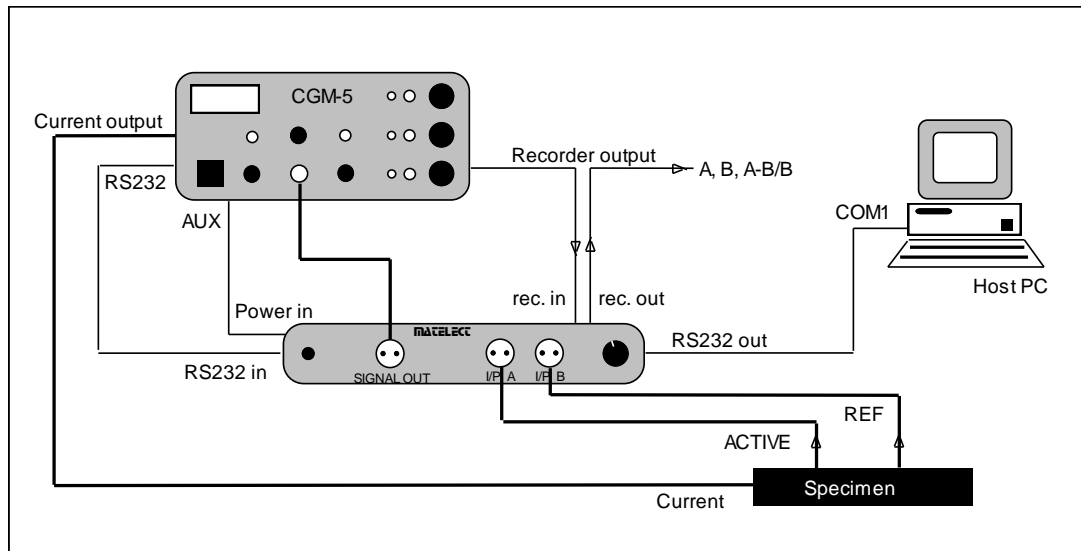 CGM-5
Current output
Recorder output
A, B, A-B/B
RS232
COM1
AUX
Host PC
Power in
rec. in
rec. out
MATELECT
RS232 out
RS232 in
SIGNAL OUT
I/P A
I/P B
REF
ACTIVE
Specimen
Current